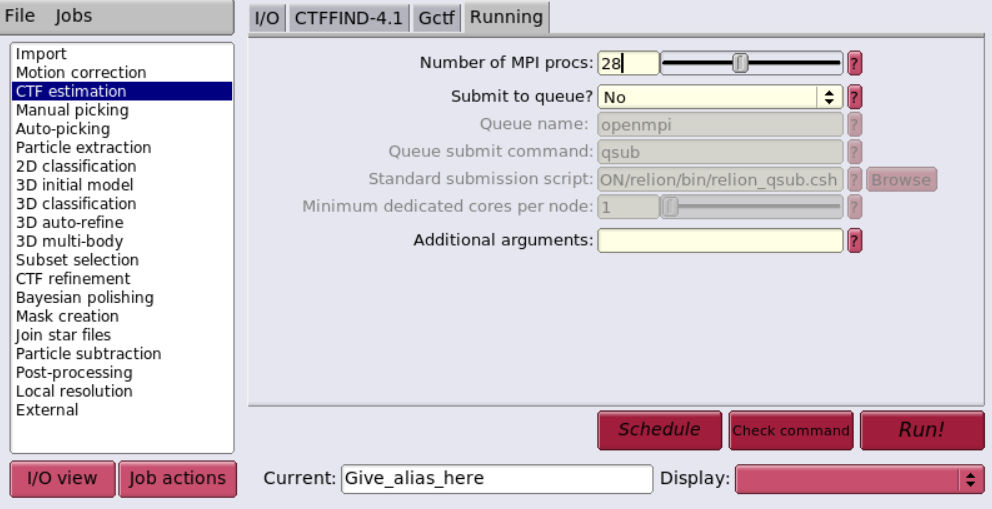 File Jobs
I/O CTFFIND-4.1 Gctf Running
Import
Motion correction
CTF estimation
Manual picking
Auto-picking
Particle extraction
2D classification
3D initial model
3D classification
3D auto-refine
3D multi-body
Subset selection
CTF refinement
Bayesian polishing
Mask creation
Join star files
Particle subtraction
Post-processing
Local resolution
External
Number of MPI procs: 28 ?
Submit to queue? No ?
Queue name: openmpi ?
Queue submit command: qsub ?
Standard submission script: ON/relion/bin/relion_qsub.csh ? Browse
Minimum dedicated cores per node: 1 ?
Additional arguments: ?
Schedule Check command Run!
I/O view Job actions Current: Give_alias_here Display: